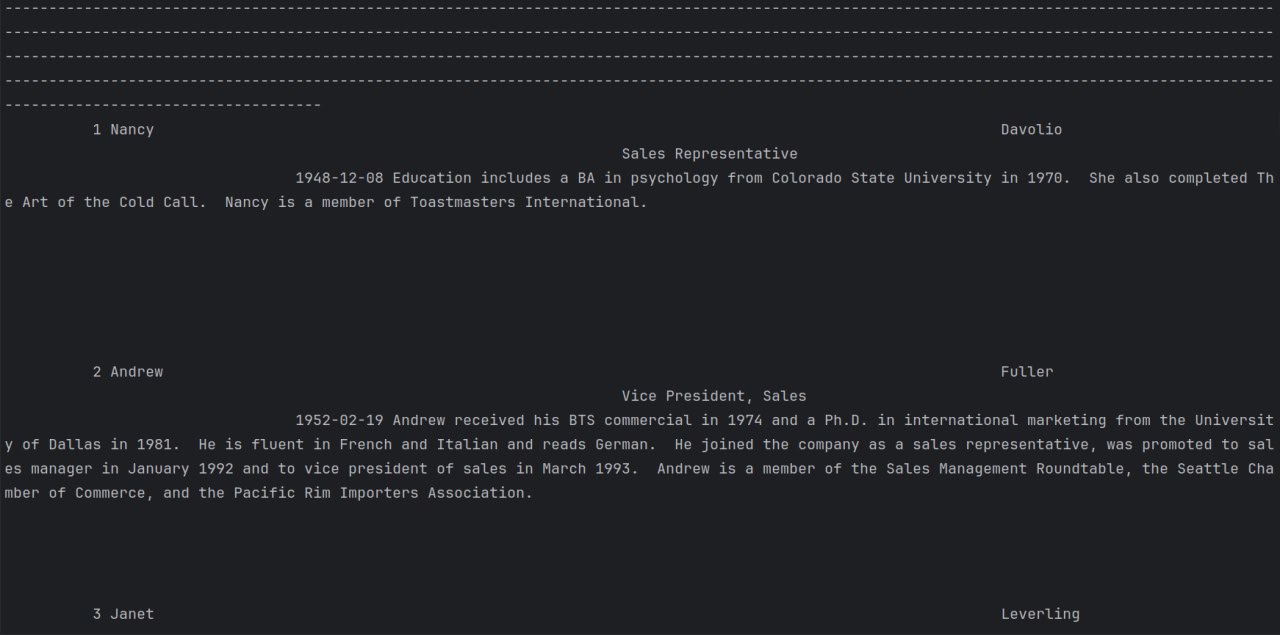 ------------------------------------------------------------------------------------------------------------------------------------------------
------------------------------------------------------------------------------------------------------------------------------------------------
------------------------------------------------------------------------------------------------------------------------------------------------
------------------------------------------------------------------------------------------------------------------------------------------------
------------------------------------
1 Nancy Davolio
Sales Representative
1948-12-08 Education includes a BA in psychology from Colorado State University in 1970.  She also completed Th
e Art of the Cold Call.  Nancy is a member of Toastmasters International.
2 Andrew Fuller
Vice President, Sales
1952-02-19 Andrew received his BTS commercial in 1974 and a Ph.D. in international marketing from the Universit
y of Dallas in 1981.  He is fluent in French and Italian and reads German.  He joined the company as a sales representative, was promoted to sal
es manager in January 1992 and to vice president of sales in March 1993.  Andrew is a member of the Sales Management Roundtable, the Seattle Cha
mber of Commerce, and the Pacific Rim Importers Association.
3 Janet Leverling